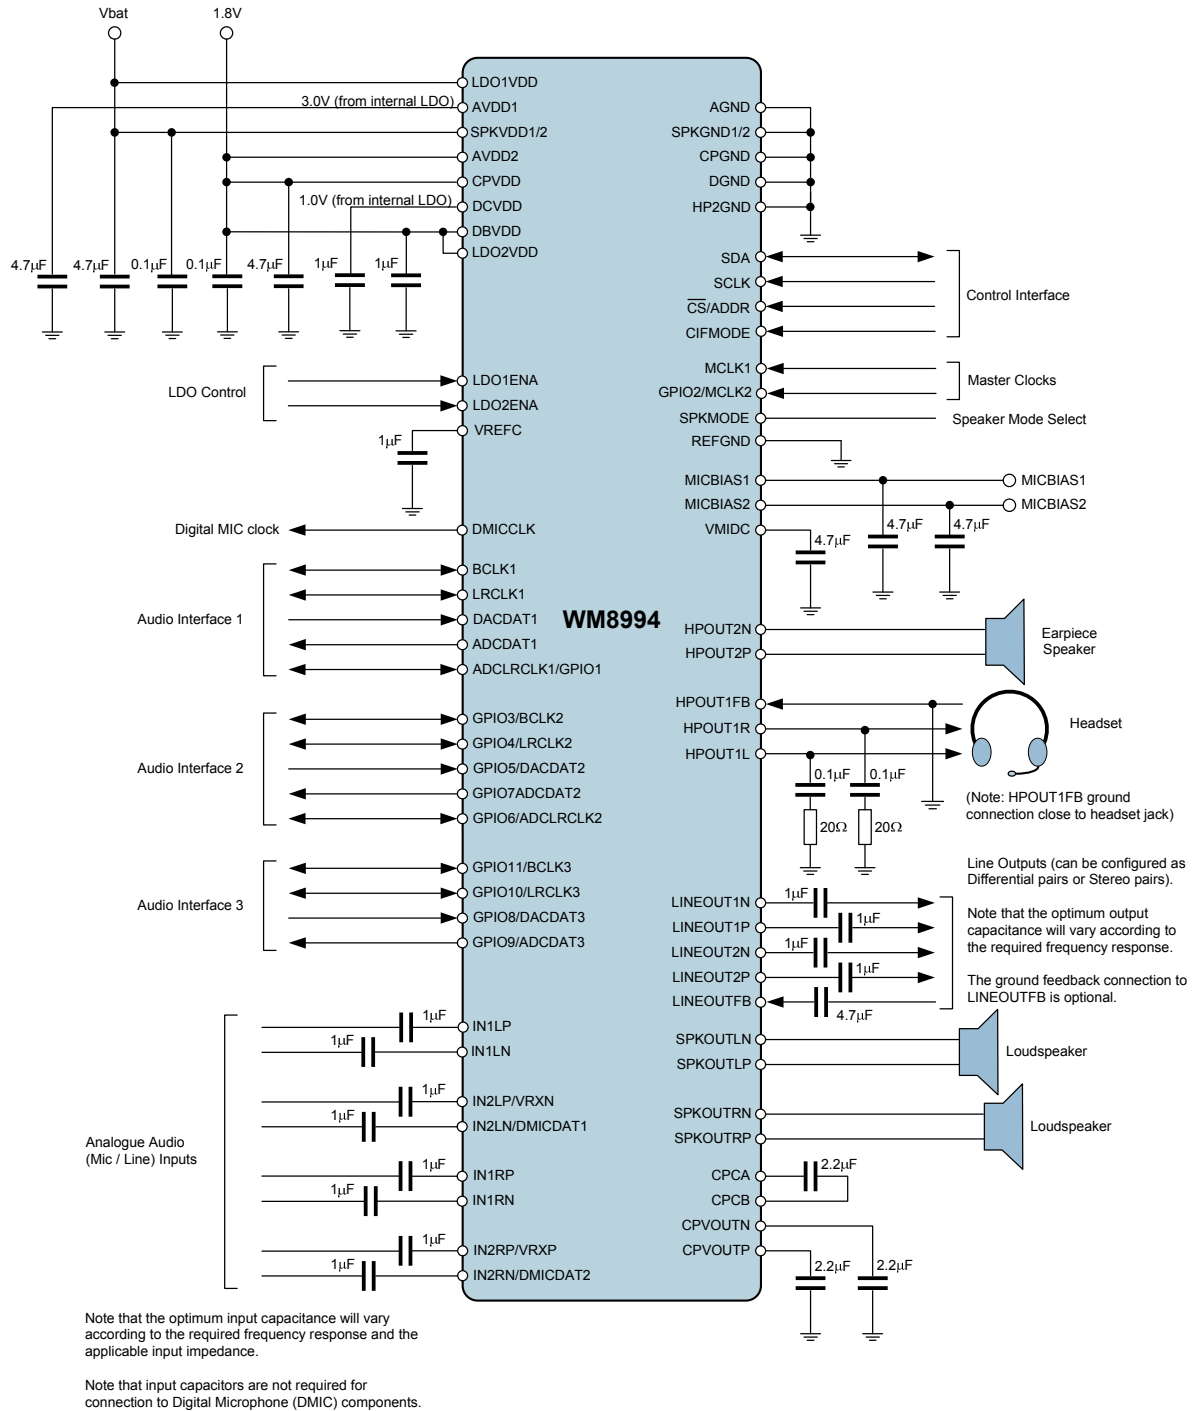 Vbat
1.8V
LDO1VDD
3.0V (from internal LDO)
AVDD1
SPKVDD1/2
AVDD2
CPVDD
1.0V (from internal LDO)
DCVDD
DBVDD
LDO2VDD
4.7μF
4.7μF
0.1μF
0.1μF
4.7μF
1μF
1μF
LDO Control
LDO1ENA
LDO2ENA
VREFC
1μF
Digital MIC clock
DMICCLK
Audio Interface 1
BCLK1
LRCLK1
DACDAT1
ADCDAT1
ADCLRCLK1/GPIO1
Audio Interface 2
GPIO3/BCLK2
GPIO4/LRCLK2
GPIO5/DACDAT2
GPIO7ADCDAT2
GPIO6/ADCLRCLK2
Audio Interface 3
GPIO11/BCLK3
GPIO10/LRCLK3
GPIO8/DACDAT3
GPIO9/ADCDAT3
Analogue Audio
(Mic / Line) Inputs
1μF
IN1LP
1μF
IN1LN
1μF
IN2LP/VRXN
1μF
IN2LN/DMICDAT1
1μF
IN1RP
1μF
IN1RN
1μF
IN2RP/VRXP
1μF
IN2RN/DMICDAT2
Note that the optimum input capacitance will vary
according to the required frequency response and the
applicable input impedance.
Note that input capacitors are not required for
connection to Digital Microphone (DMIC) components.
WM8994
AGND
SPKGND1/2
CPGND
DGND
HP2GND
SDA
SCLK
CS/ADDR
CIFMODE
Control Interface
MCLK1
GPIO2/MCLK2
Master Clocks
SPKMODE
Speaker Mode Select
REFGND
MICBIAS1
MICBIAS1
MICBIAS2
MICBIAS2
VMIDC
4.7μF
4.7μF
4.7μF
HPOUT2N
HPOUT2P
Earpiece
Speaker
HPOUT1FB
HPOUT1R
HPOUT1L
Headset
0.1μF
0.1μF
20Ω
20Ω
(Note: HPOUT1FB ground
connection close to headset jack)
Line Outputs (can be configured as
Differential pairs or Stereo pairs).
Note that the optimum output
capacitance will vary according to
the required frequency response.
The ground feedback connection to
LINEOUTFB is optional.
LINEOUT1N
1μF
LINEOUT1P
1μF
LINEOUT2N
1μF
LINEOUT2P
1μF
LINEOUTFB
4.7μF
SPKOUTLN
SPKOUTLP
Loudspeaker
SPKOUTRN
SPKOUTRP
Loudspeaker
CPCA
2.2μF
CPCB
CPVOUTN
CPVOUTP
2.2μF
2.2μF